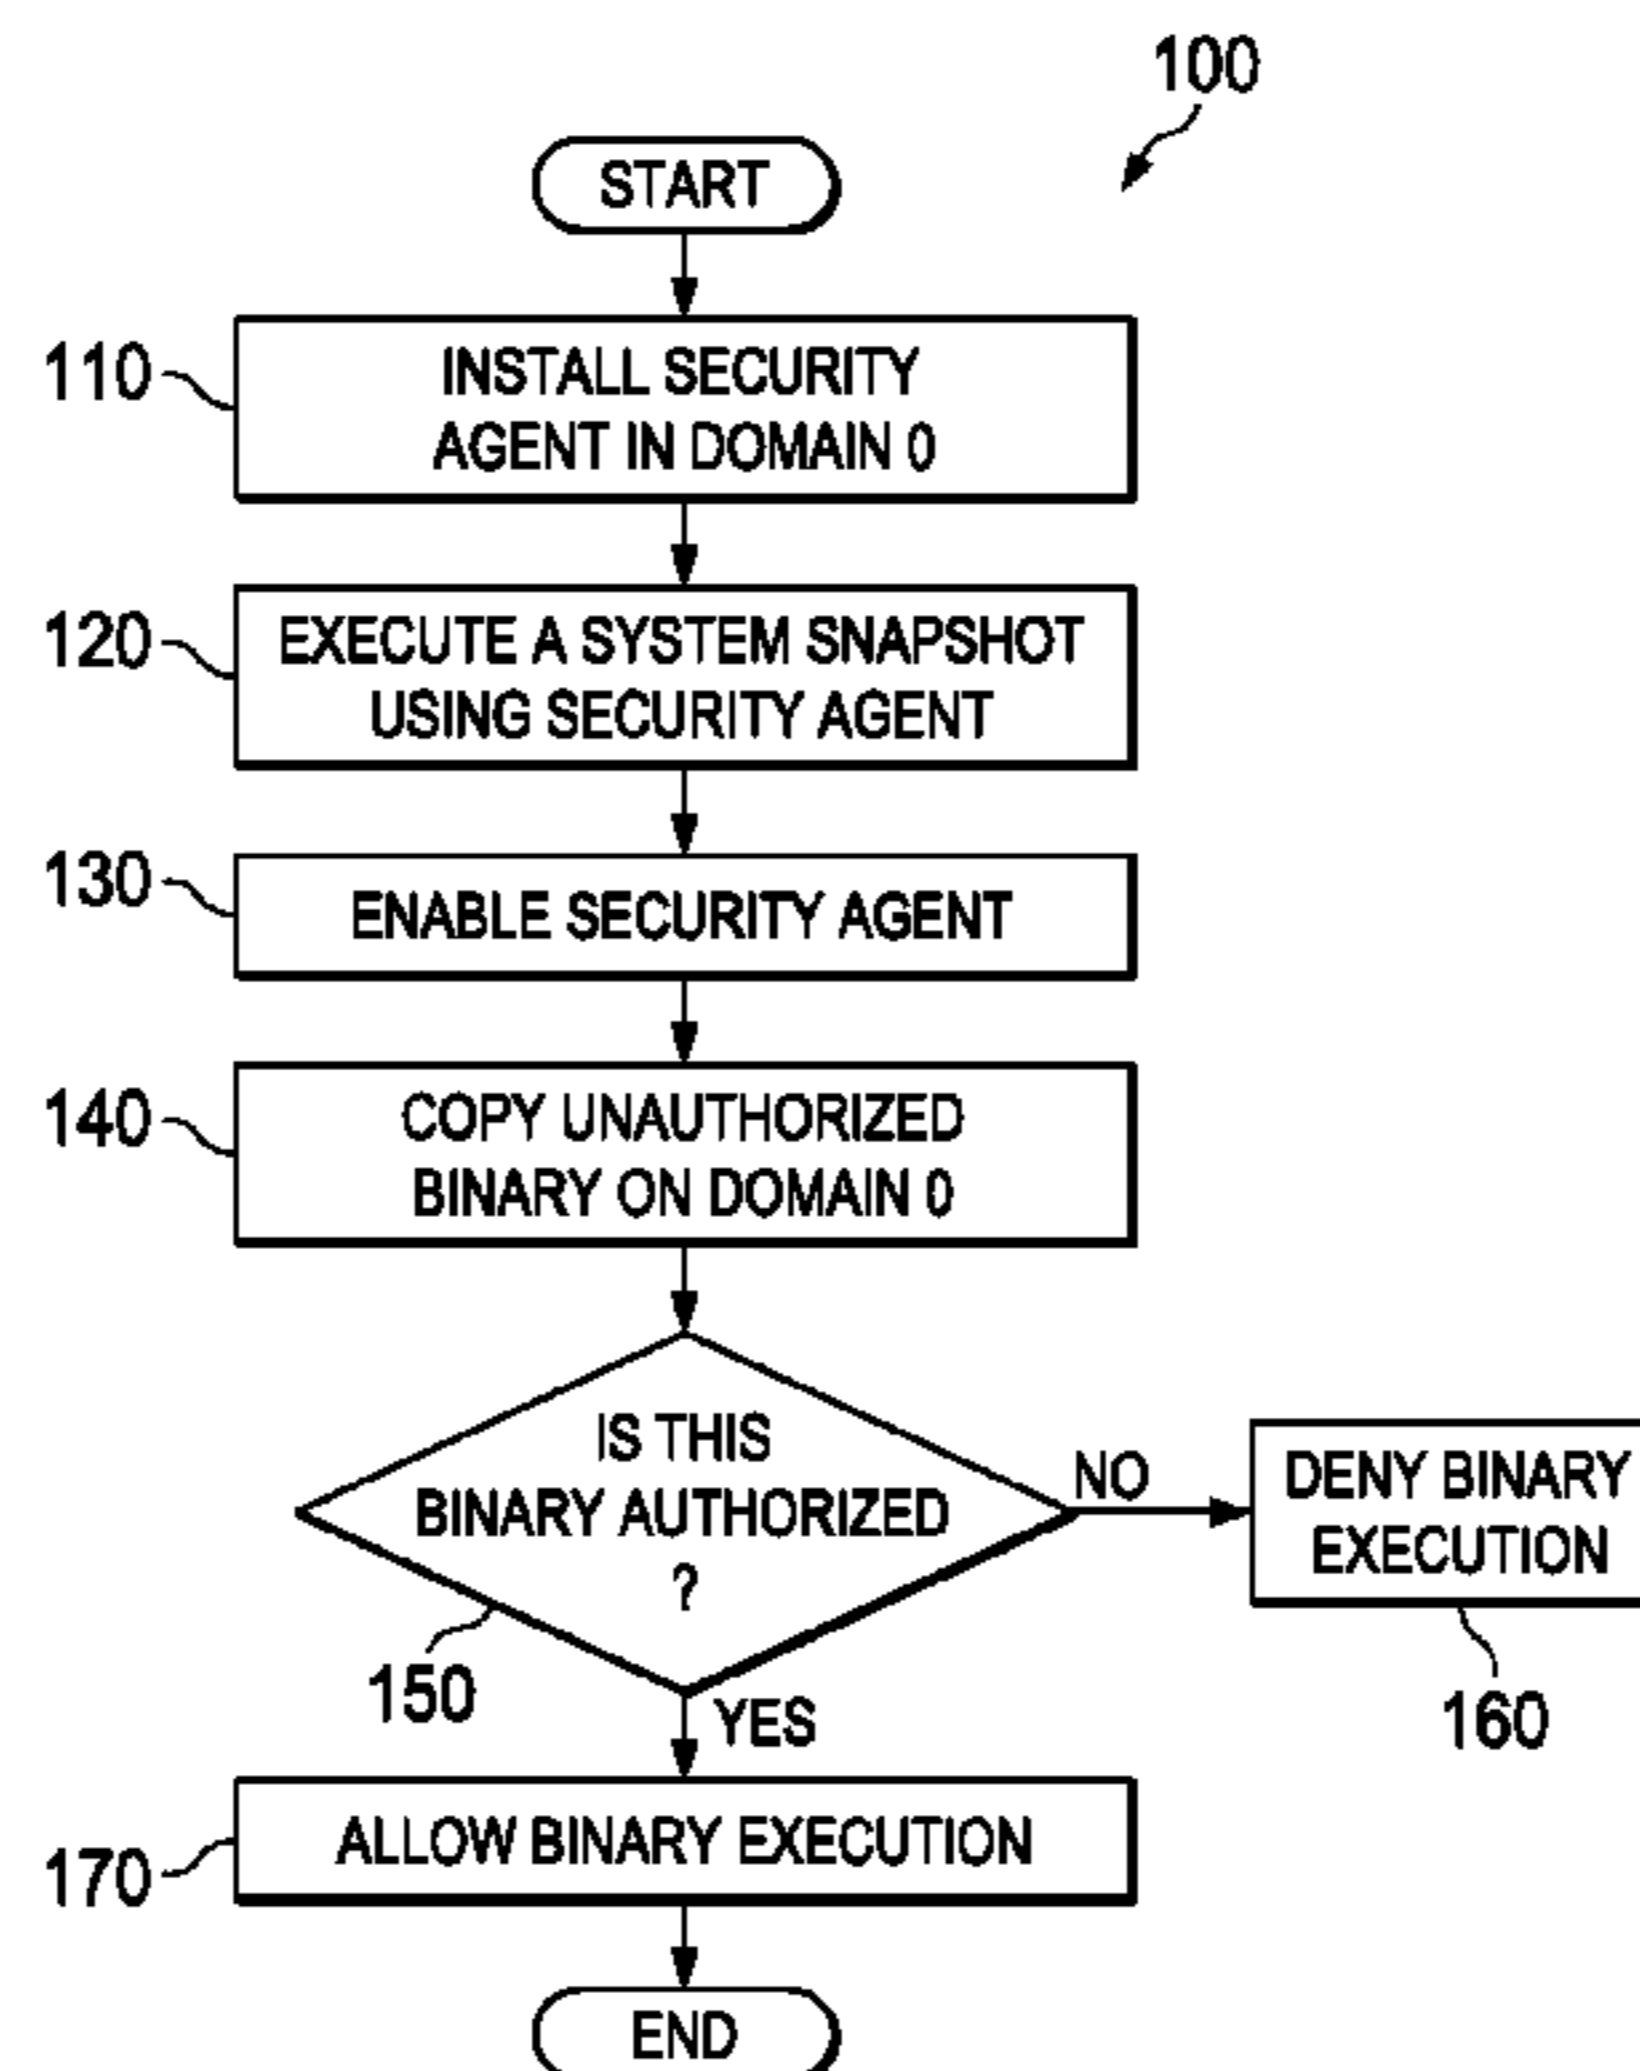 100
START
110
INSTALL SECURITY
AGENT IN DOMAIN 0
120
EXECUTE A SYSTEM SNAPSHOT
USING SECURITY AGENT
130
ENABLE SECURITY AGENT
140
COPY UNAUTHORIZED
BINARY ON DOMAIN 0
IS THIS
BINARY AUTHORIZED
?
150
NO
DENY BINARY
EXECUTION
160
YES
170
ALLOW BINARY EXECUTION
END